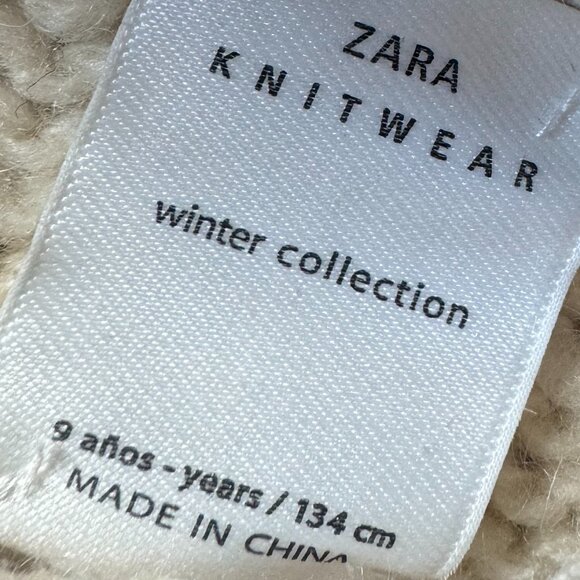 ZARA
KNITWEAR
winter collection
9 años - years / 134 cm
MADE IN CHINA